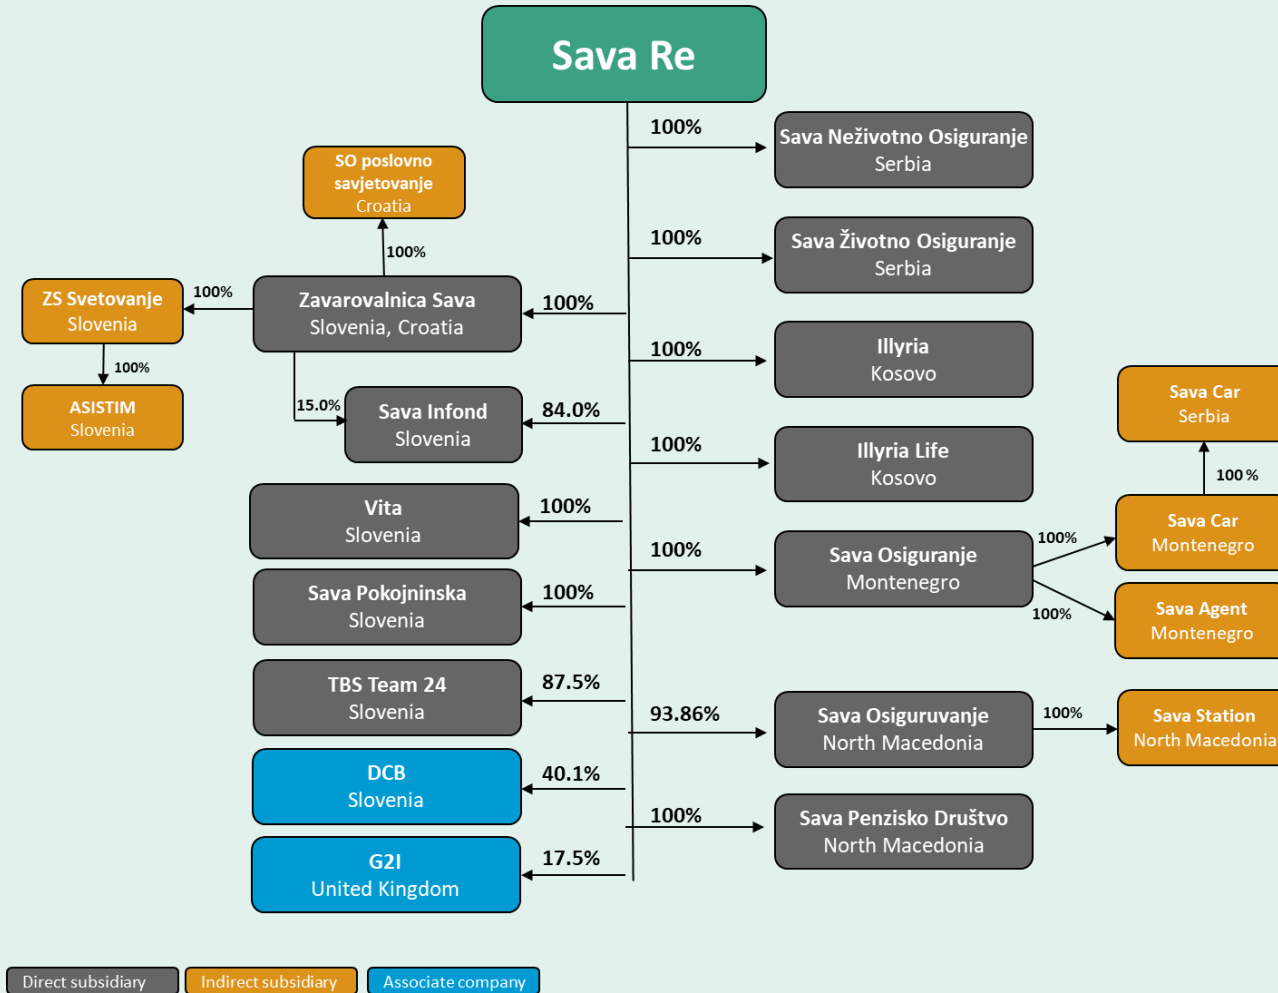 Sava Re
100%
Sava Neživotno Osiguranje
Serbia
SO poslovno
savjetovanje
Croatia
100%
100%
Sava Životno Osiguranje
Serbia
ZS Svetovanje
Slovenia
100%
Zavarovalnica Sava
Slovenia, Croatia
100%
100%
Illyria
Kosovo
100%
ASISTIM
Slovenia
15.0%
Sava Infond
Slovenia
84.0%
100%
Illyria Life
Kosovo
Sava Car
Serbia
100 %
Vita
Slovenia
100%
100%
Sava Osiguranje
Montenegro
100%
Sava Car
Montenegro
100%
Sava Agent
Montenegro
Sava Pokojninska
Slovenia
100%
TBS Team 24
Slovenia
87.5%
93.86%
Sava Osiguruvanje
North Macedonia
100%
Sava Station
North Macedonia
DCB
Slovenia
40.1%
100%
Sava Penzisko Društvo
North Macedonia
G2I
United Kingdom
17.5%
Direct subsidiary
Indirect subsidiary
Associate company